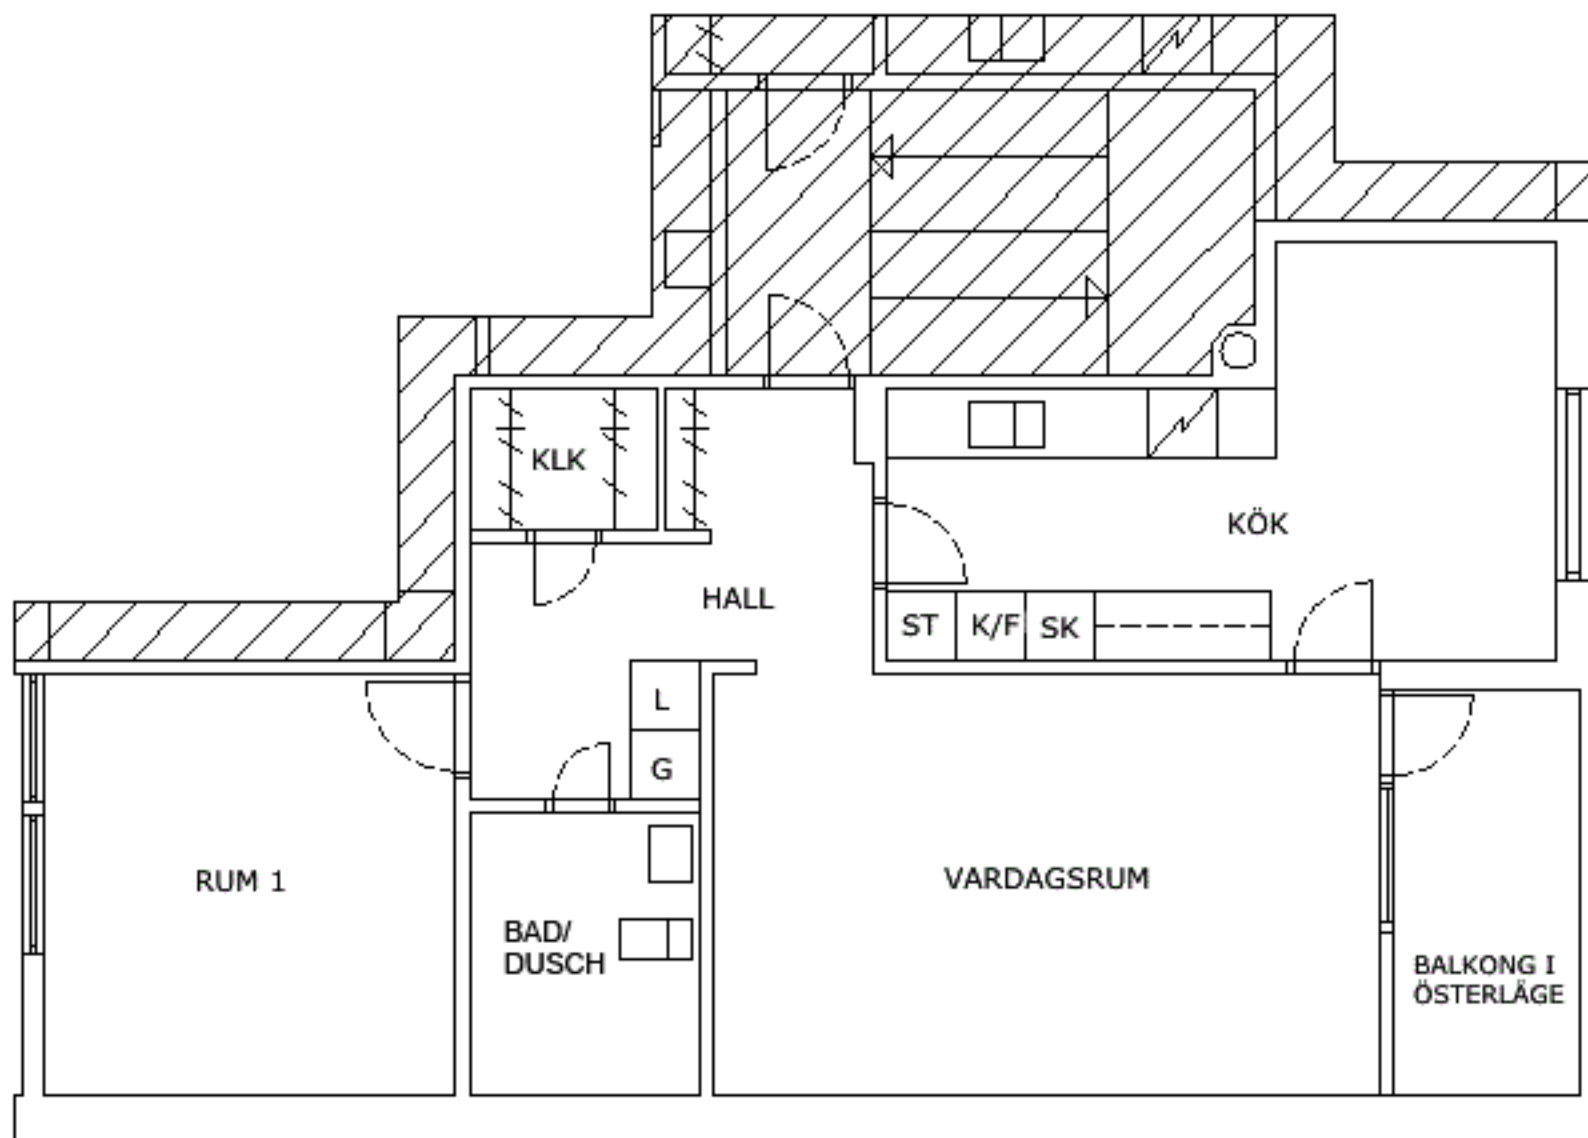 KLK
KÖK
HALL
ST K/F SK
L
G
RUM 1
VARDAGSRUM
BAD/
DUSCH
BALKONG I
ÖSTERLÄGE